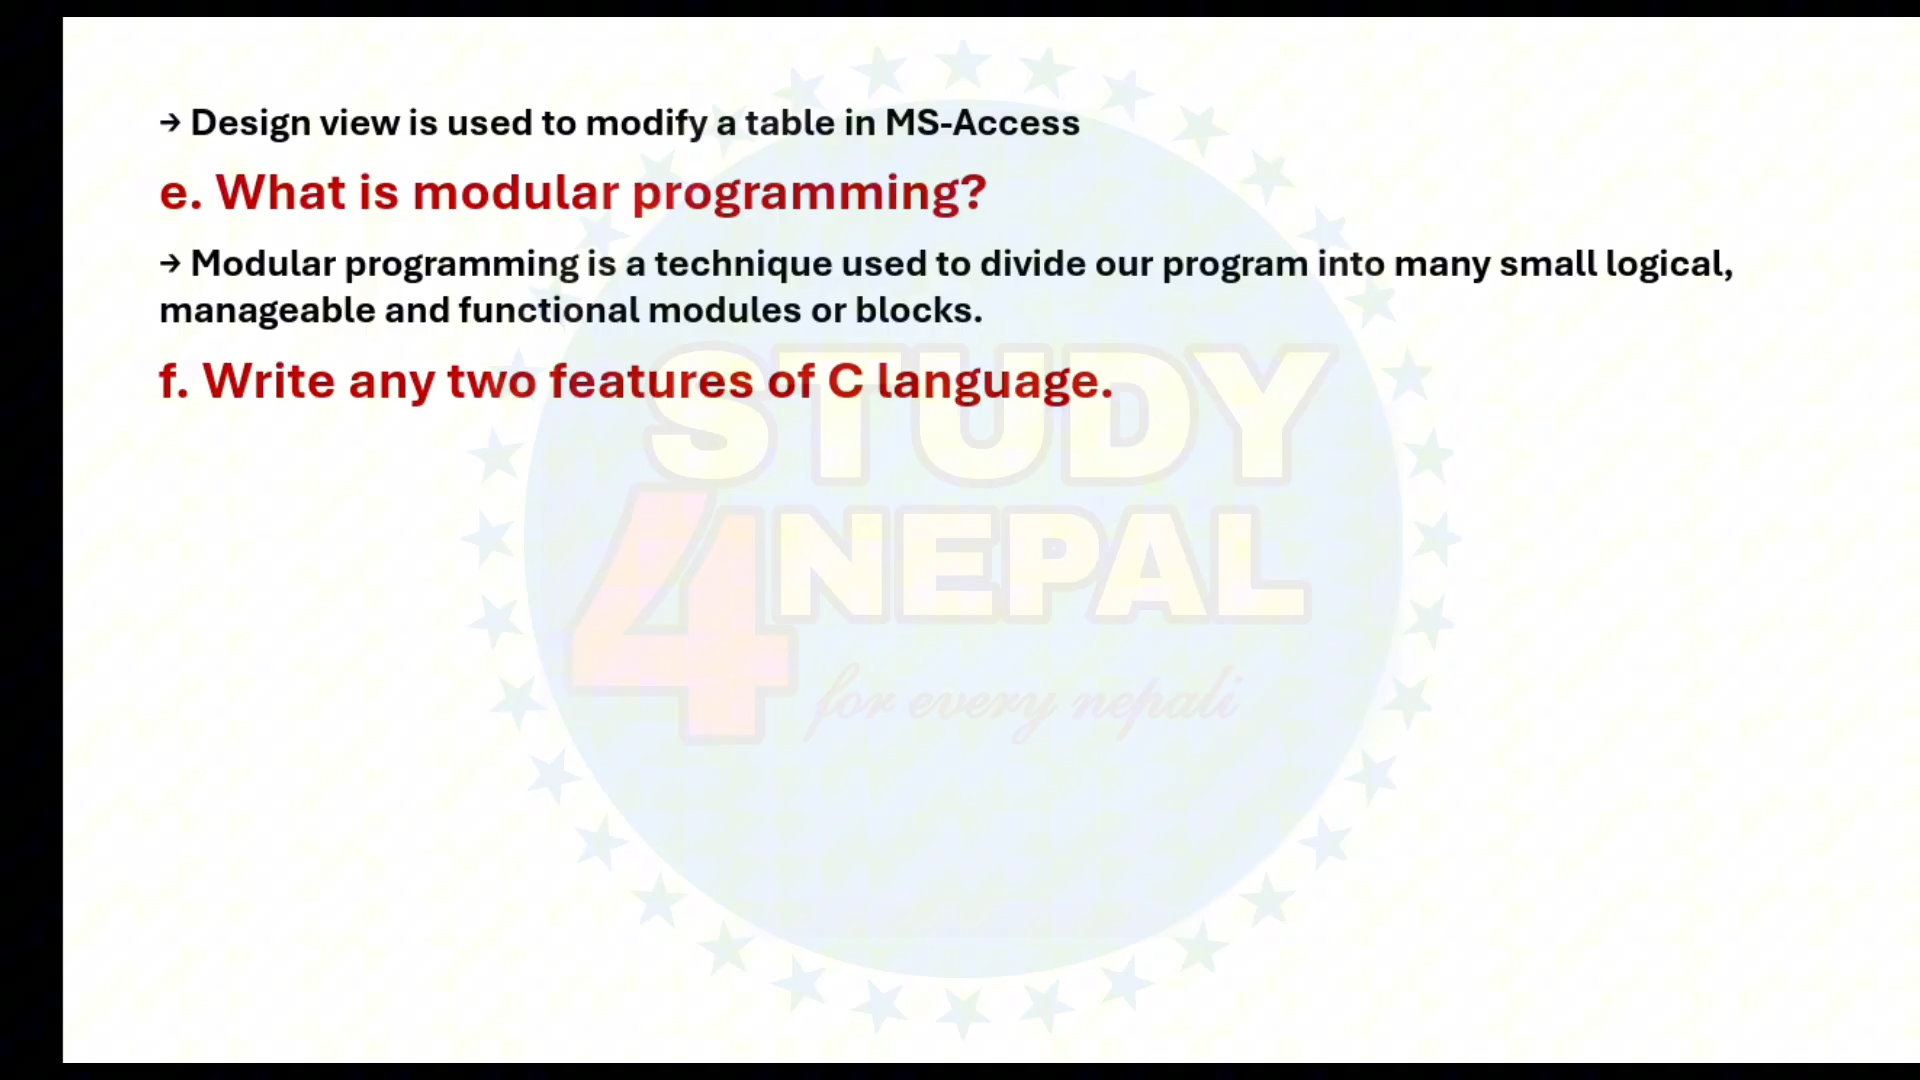 → Design view is used to modify a table in MS-Access
e. What is modular programming?
→ Modular programming is a technique used to divide our program into many small logical,
manageable and functional modules or blocks.
f. Write any two features of C language.
STUDY
4 NEPAL
for every nepali